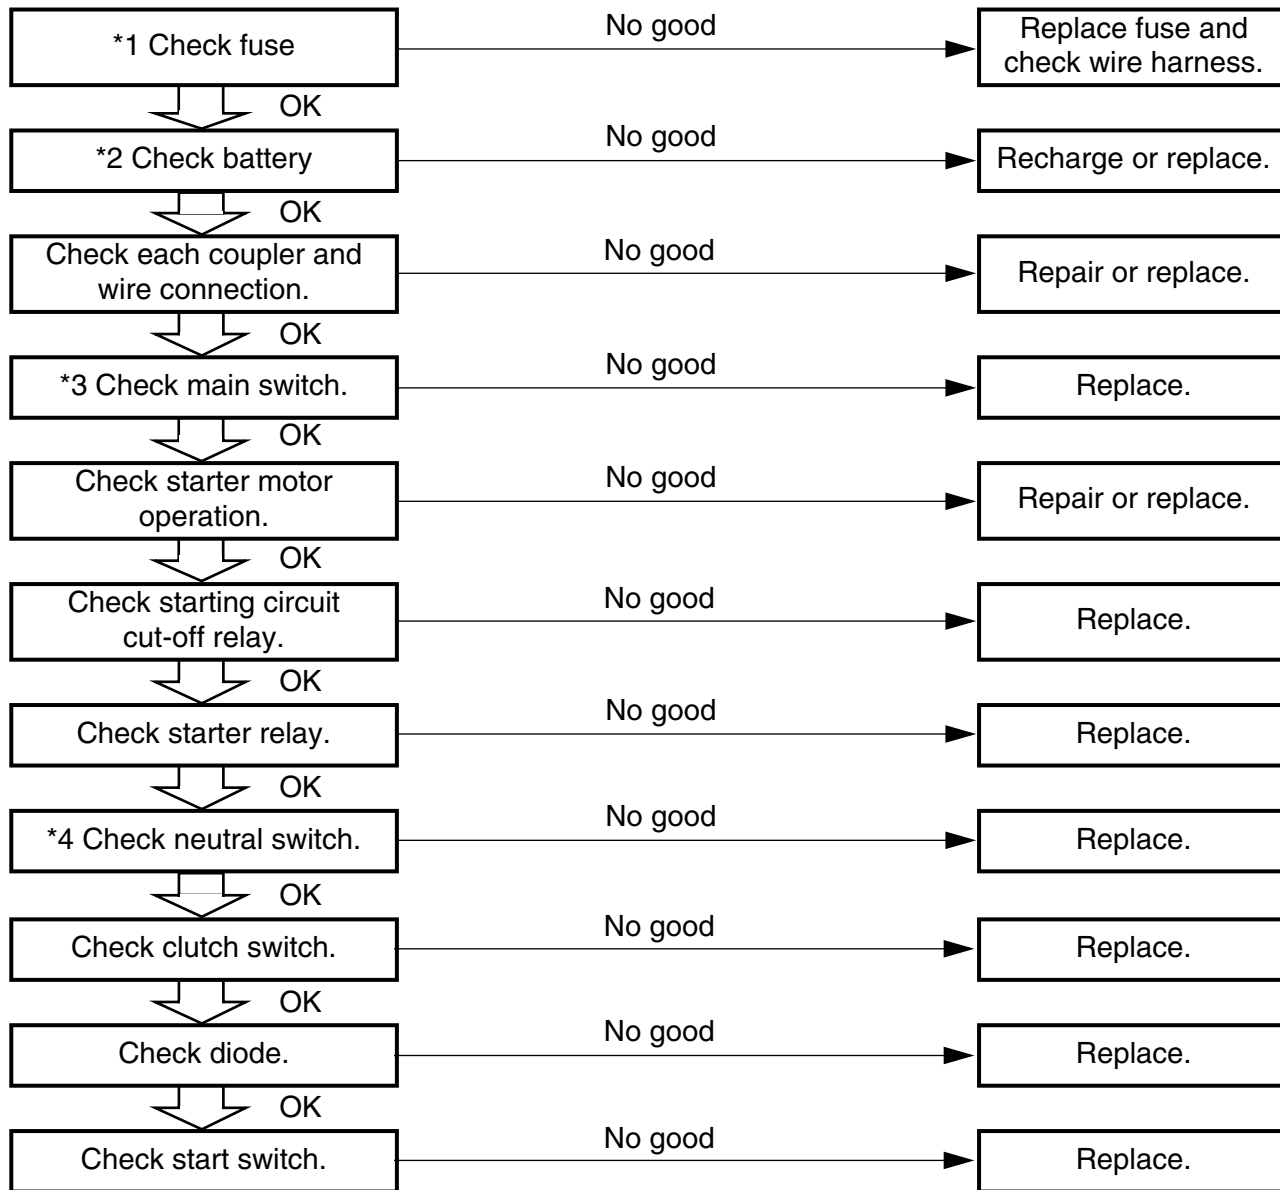 *1 Check fuse
No good
Replace fuse and
check wire harness.
OK
*2 Check battery
No good
Recharge or replace.
OK
Check each coupler and
wire connection.
No good
Repair or replace.
OK
*3 Check main switch.
No good
Replace.
OK
Check starter motor
operation.
No good
Repair or replace.
OK
Check starting circuit
cut-off relay.
No good
Replace.
OK
Check starter relay.
No good
Replace.
OK
*4 Check neutral switch.
No good
Replace.
OK
Check clutch switch.
No good
Replace.
OK
Check diode.
No good
Replace.
OK
Check start switch.
No good
Replace.